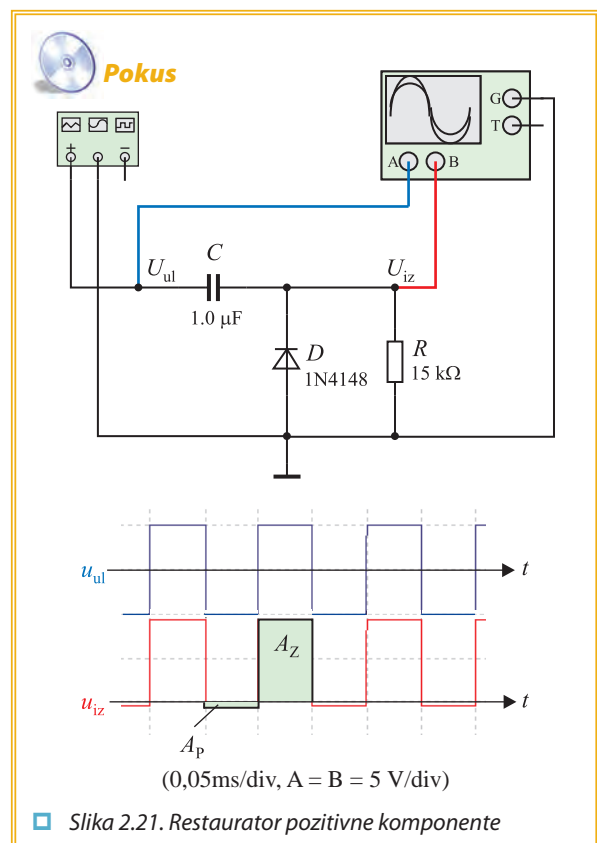 Pokus
+ −
G
T
A B
U_ul C U_iz
1.0 μF
D R
1N4148 15 kΩ
u_ul t
A_Z
u_iz t
A_P
(0,05ms/div, A = B = 5 V/div)
Slika 2.21. Restaurator pozitivne komponente